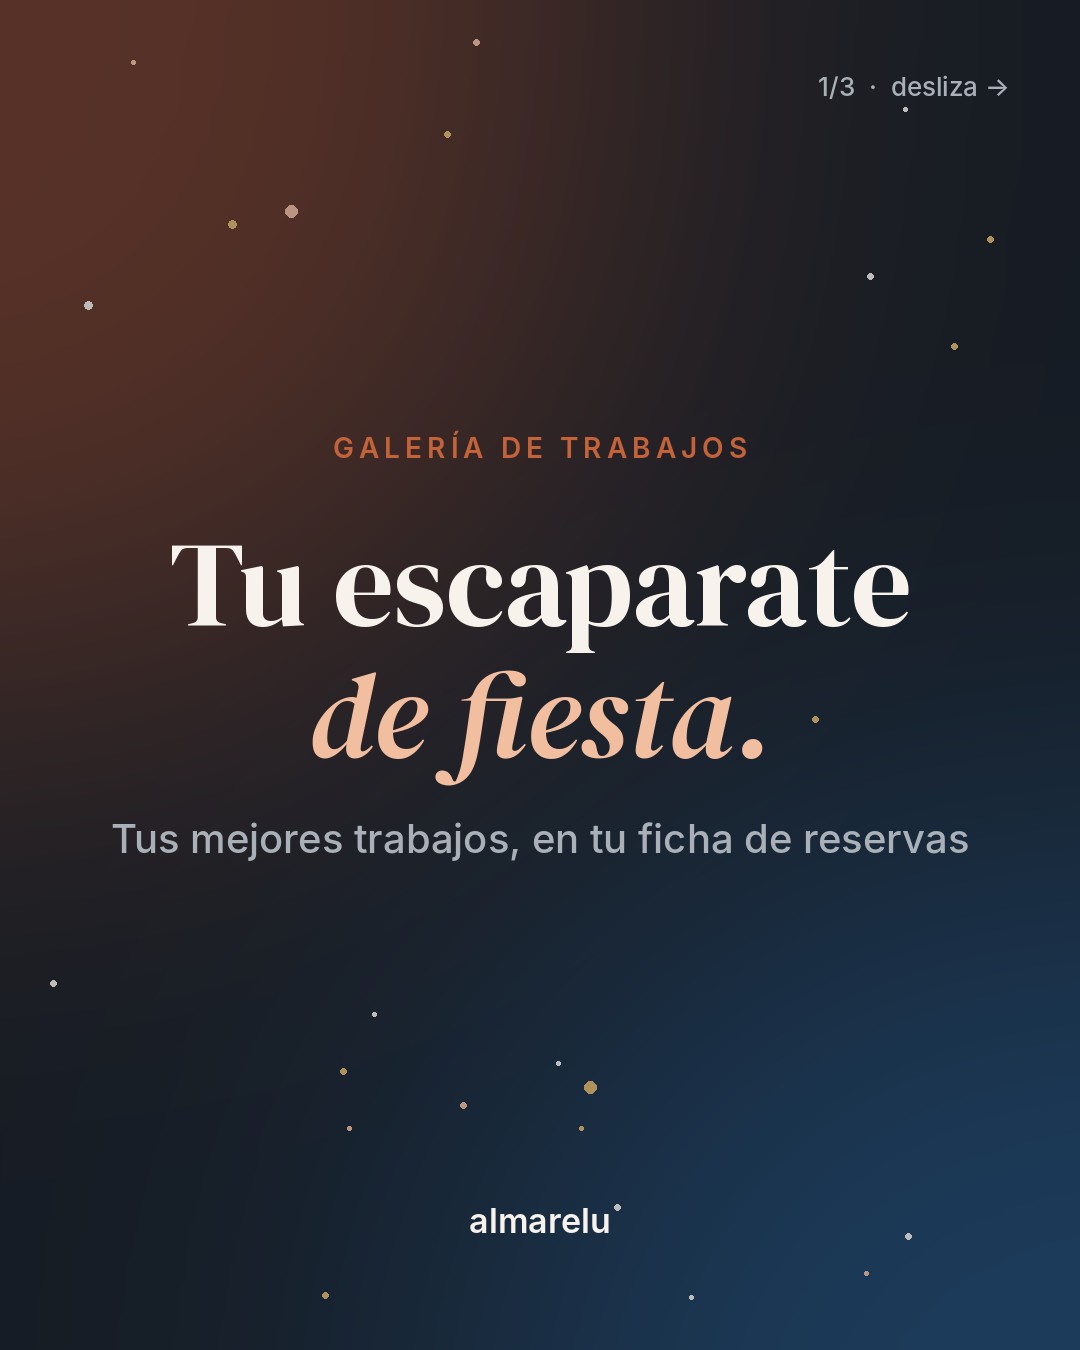 1/3 · desliza →
GALERÍA DE TRABAJOS
Tu escaparate
de fiesta.
Tus mejores trabajos, en tu ficha de reservas
almarelu